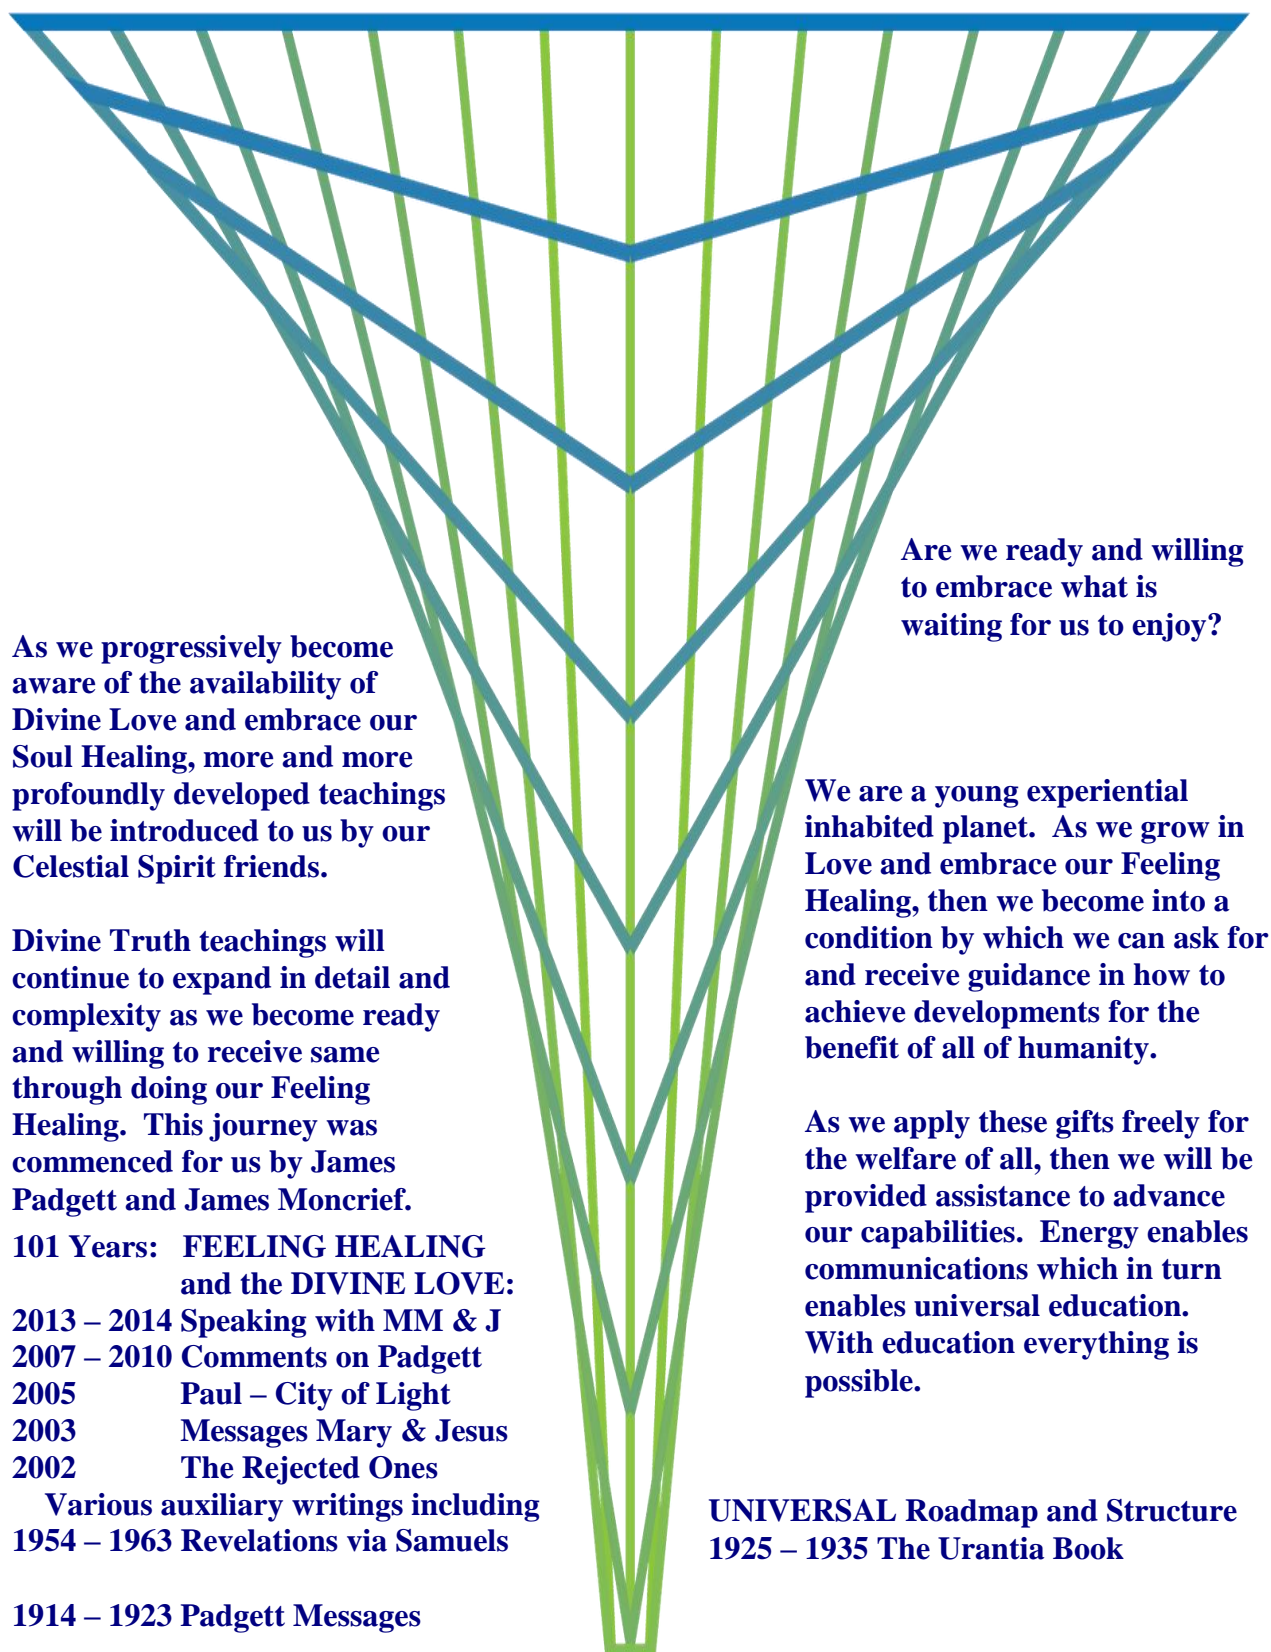 As we progressively become
aware of the availability of
Divine Love and embrace our
Soul Healing, more and more
profoundly developed teachings
will be introduced to us by our
Celestial Spirit friends.
Divine Truth teachings will
continue to expand in detail and
complexity as we become ready
and willing to receive same
through doing our Feeling
Healing.  This journey was
commenced for us by James
Padgett and James Moncrief.
101 Years:   FEELING HEALING
and the DIVINE LOVE:
2013 – 2014 Speaking with MM & J
2007 – 2010 Comments on Padgett
2005 Paul – City of Light
2003 Messages Mary & Jesus
2002 The Rejected Ones
Various auxiliary writings including
1954 – 1963 Revelations via Samuels
1914 – 1923 Padgett Messages
Are we ready and willing
to embrace what is
waiting for us to enjoy?
We are a young experiential
inhabited planet.  As we grow in
Love and embrace our Feeling
Healing, then we become into a
condition by which we can ask for
and receive guidance in how to
achieve developments for the
benefit of all of humanity.
As we apply these gifts freely for
the welfare of all, then we will be
provided assistance to advance
our capabilities.  Energy enables
communications which in turn
enables universal education.
With education everything is
possible.
UNIVERSAL Roadmap and Structure
1925 – 1935 The Urantia Book